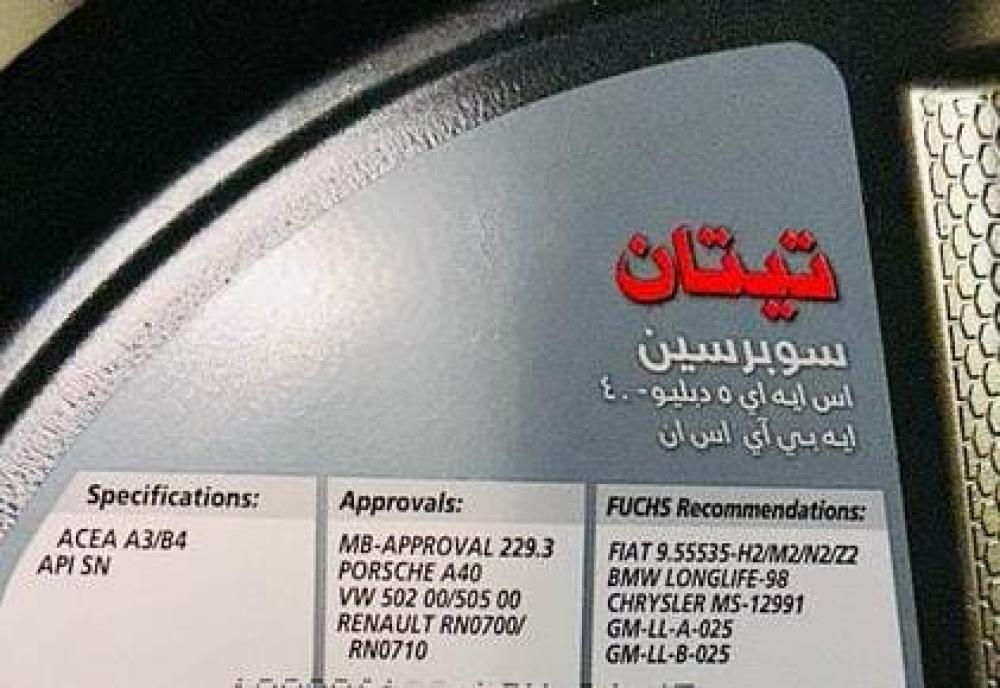 تيتان
سوبرسين
اس ايه اي ٥ دبليو-٤٠
ايه بي آي اس ان
Specifications:
ACEA A3/B4
API SN
Approvals:
MB-APPROVAL 229.3
PORSCHE A40
VW 502 00/505 00
RENAULT RN0700/
RN0710
FUCHS Recommendations:
FIAT 9.55535-H2/M2/N2/Z2
BMW LONGLIFE-98
CHRYSLER MS-12991
GM-LL-A-025
GM-LL-B-025